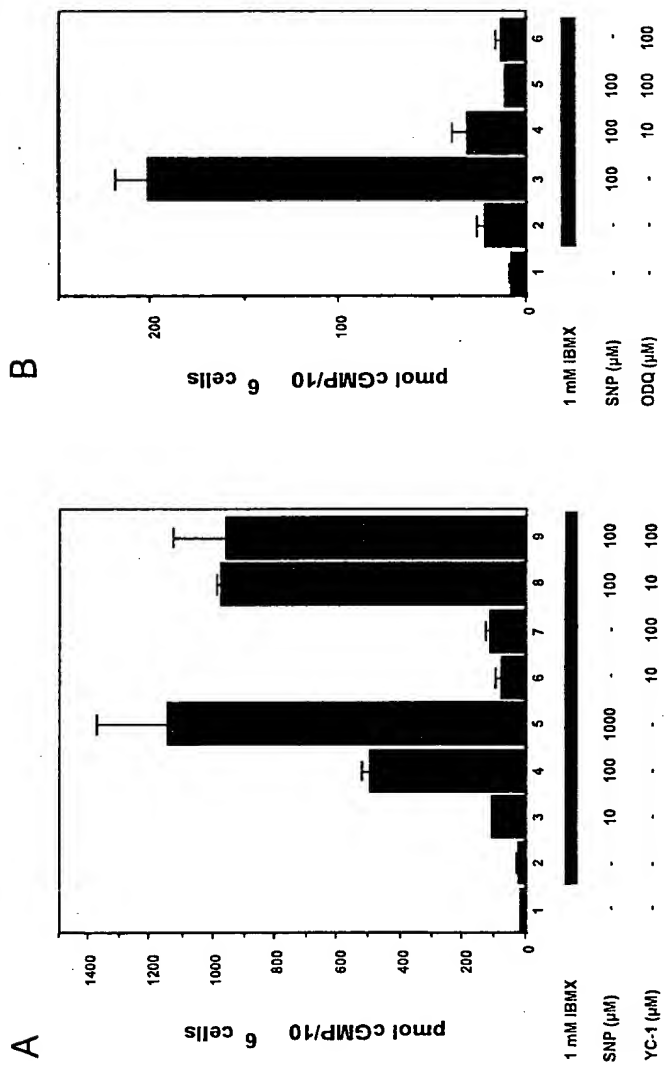 A
pmol cGMP/10 6 cells
1400
1200
1000
800
600
400
200
0
1 2 3 4 5 6 7 8 9
1 mM IBMX
SNP (µM) - - 10 100 1000 - - 100 100
YC-1 (µM) - - - - - 10 100 10 100
B
pmol cGMP/10 6 cells
200
100
0
1 2 3 4 5 6
1 mM IBMX
SNP (µM) - - 100 100 100 -
ODQ (µM) - - - 10 100 100